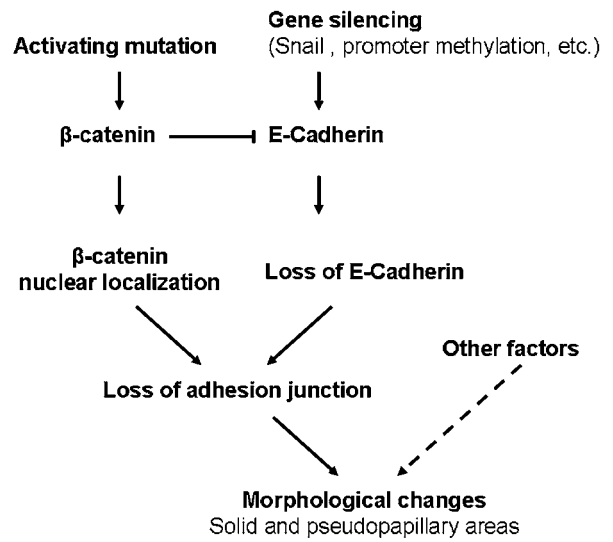 Gene silencing
Activating mutation
(Snail , promoter methylation, etc.)
β-catenin
E-Cadherin
β-catenin
nuclear localization
Loss of E-Cadherin
Other factors
Loss of adhesion junction
Morphological changes
Solid and pseudopapillary areas